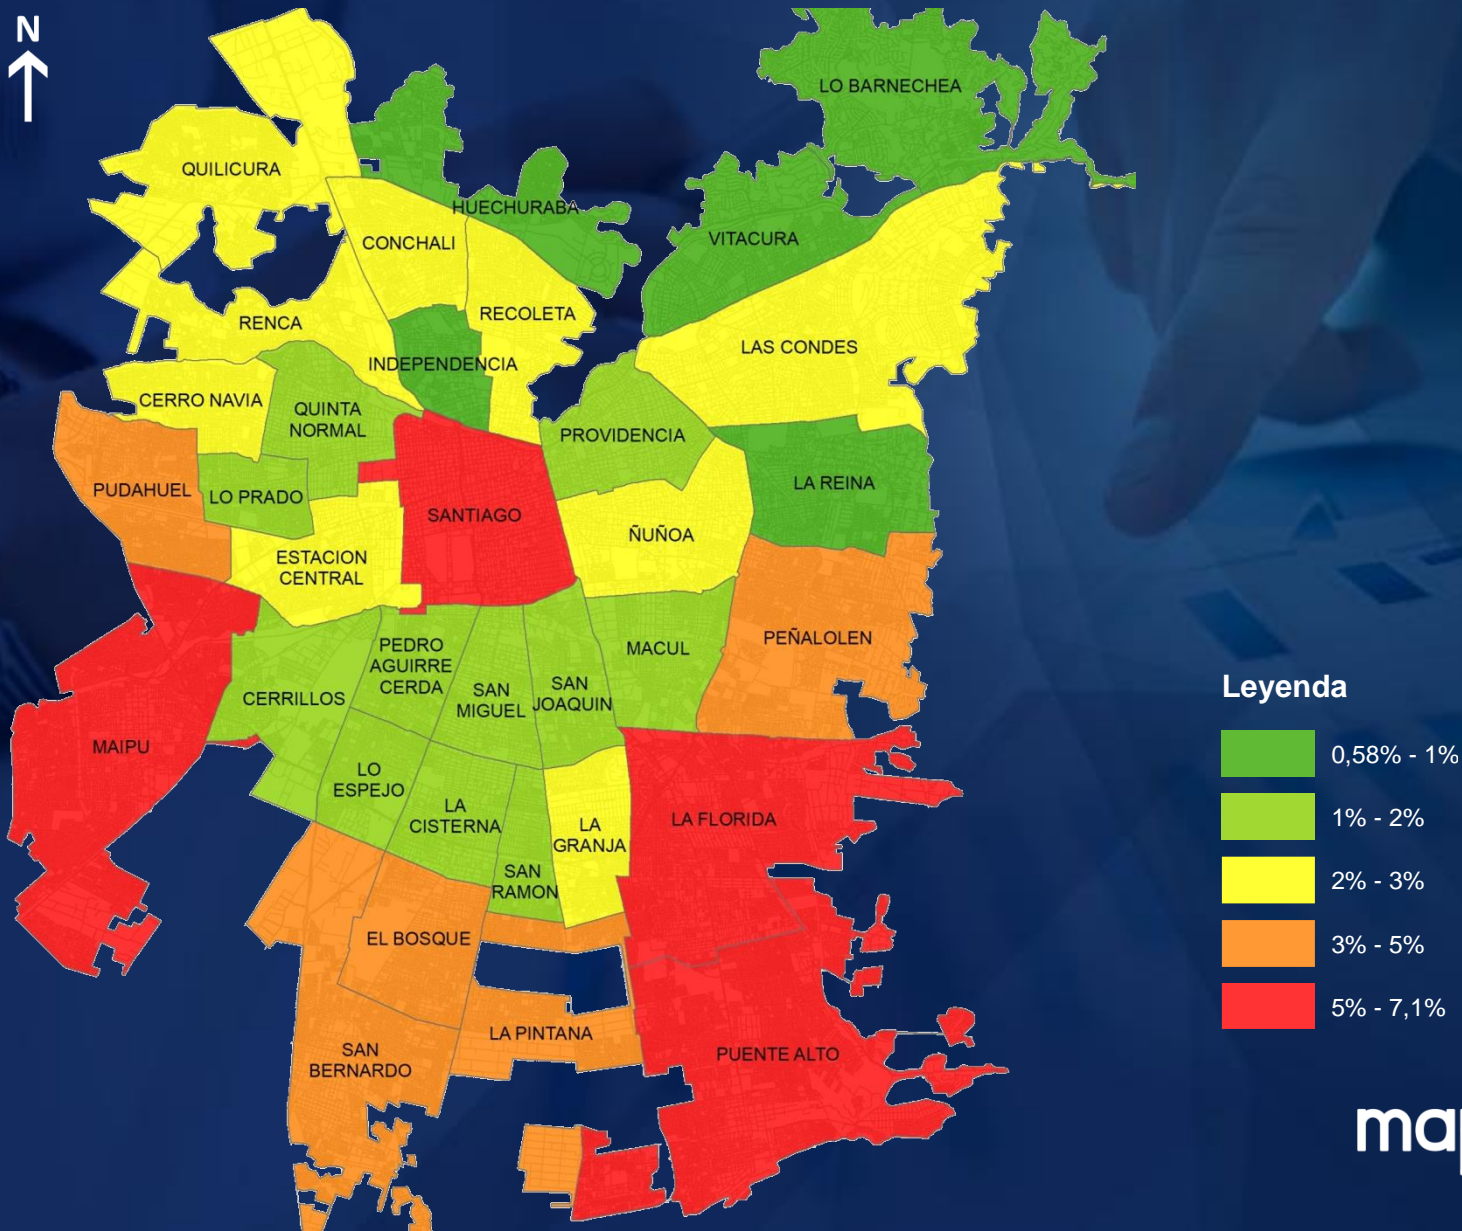 N
LO BARNECHEA
QUILICURA
HUECHURABA
CONCHALI
VITACURA
RECOLETA
RENCA
LAS CONDES
INDEPENDENCIA
CERRO NAVIA
QUINTA
NORMAL
PROVIDENCIA
PUDAHUEL
LO PRADO
LA REINA
SANTIAGO
ÑUÑOA
ESTACION
CENTRAL
PEÑALOLEN
PEDRO
AGUIRRE
CERDA
MACUL
CERRILLOS
SAN
MIGUEL
SAN
JOAQUIN
MAIPU
LO
ESPEJO
LA
CISTERNA
LA
GRANJA
LA FLORIDA
SAN
RAMON
EL BOSQUE
LA PINTANA
SAN
BERNARDO
PUENTE ALTO
Leyenda
0,58% - 1%
1% - 2%
2% - 3%
3% - 5%
5% - 7,1%